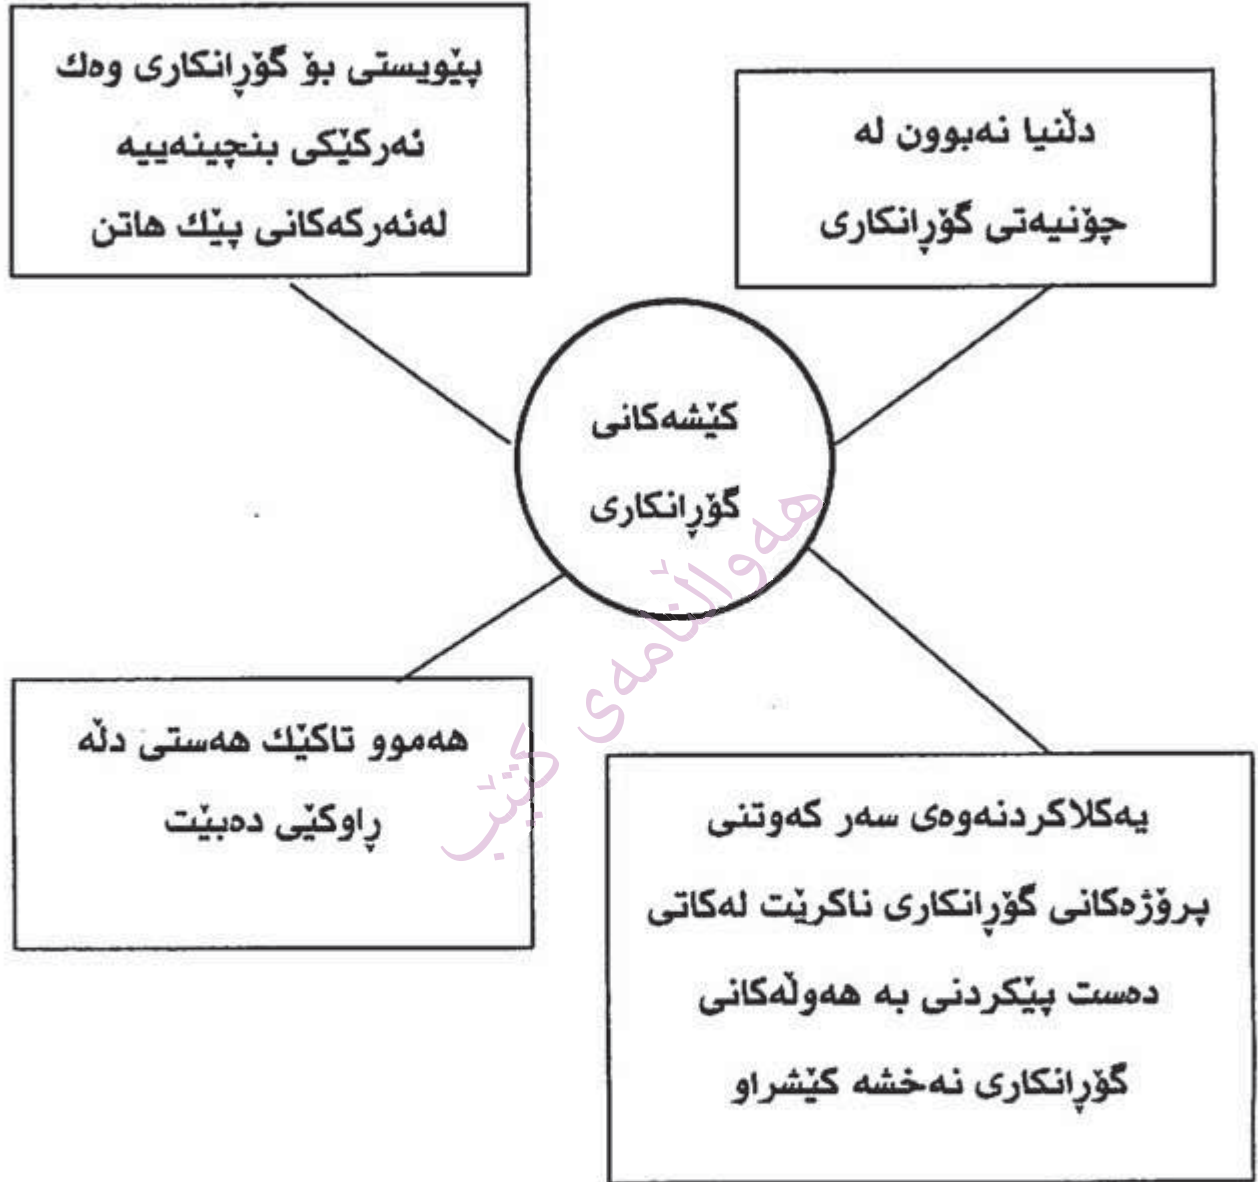 پێویستی بۆ گۆڕانکاری وەك
ئەرکێکی بنچینەییە
لەئەرکەکانی پێك هاتن
دڵنیا نەبوون لە
چۆنیەتی گۆڕانکاری
کێشەکانی
گۆڕانکاری
هەموو تاکێك هەستی دڵە
ڕاوکێی دەبێت
یەکلاکردنەوەی سەر کەوتنی
پرۆژەکانی گۆڕانکاری ناکرێت لەکاتی
دەست پێکردنی بە هەوڵەکانی
گۆڕانکاری نەخشە کێشراو
هەواڵنامەی کتێب